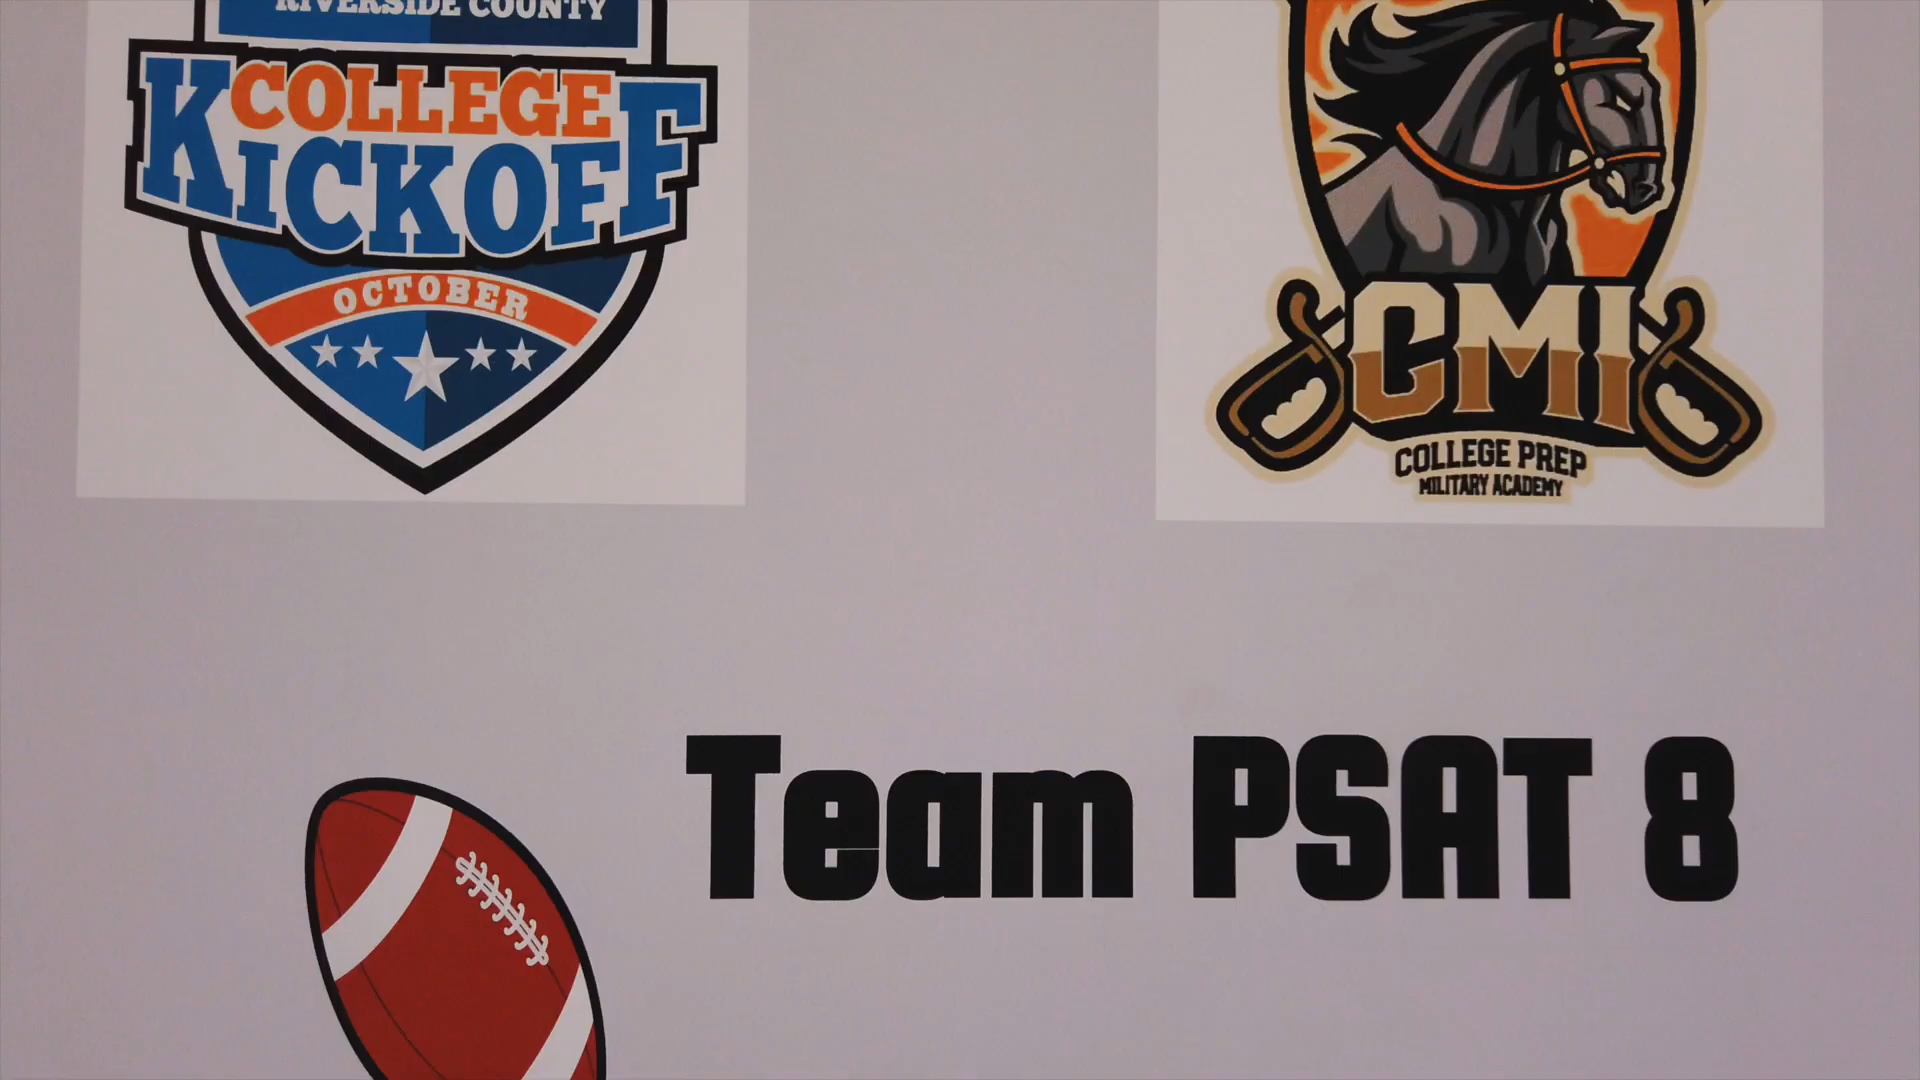 RIVERSIDE COUNTY
COLLEGE
KICKOFF
OCTOBER
CMI
COLLEGE PREP
MILITARY ACADEMY
Team PSAT 8